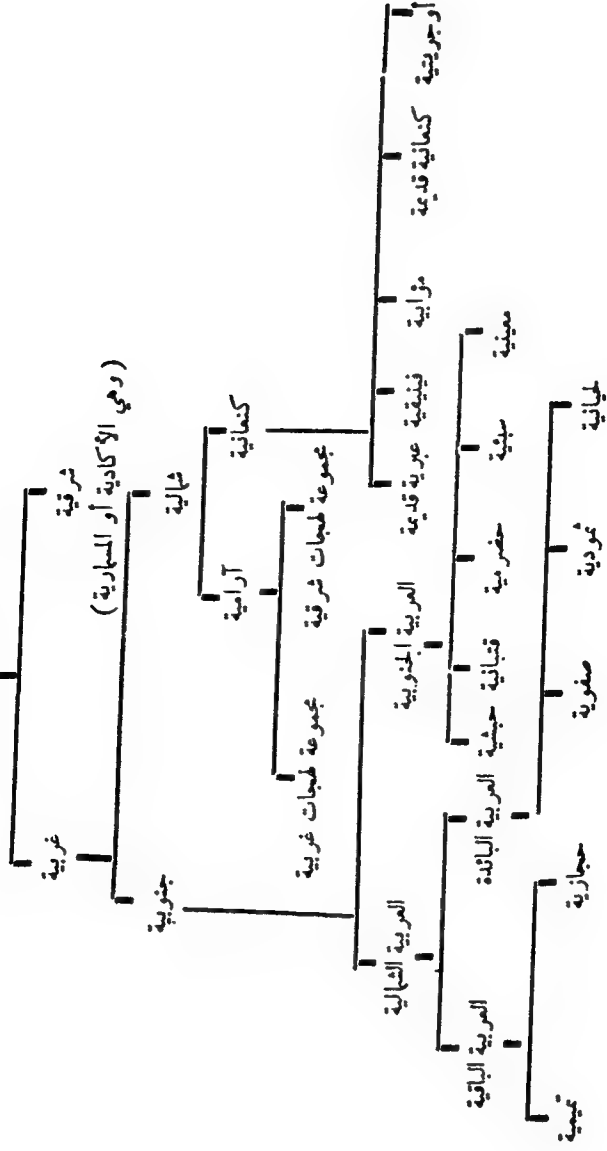 شرقية
(وهي الأكادية أو المسمارية)
غربية
شمالية
جنوبية
كنعانية
آرامية
أوجريتية
كنعانية قديمة
مؤابية
فينيقية
عبرية قديمة
مجموعة لهجات شرقية
مجموعة لهجات غربية
العربية الجنوبية
العربية الشمالية
معينية
سبئية
حضرمية
قتبانية
حبشية
العربية البائدة
العربية الباقية
لحيانية
ثمودية
صفوية
حجازية
تميمية